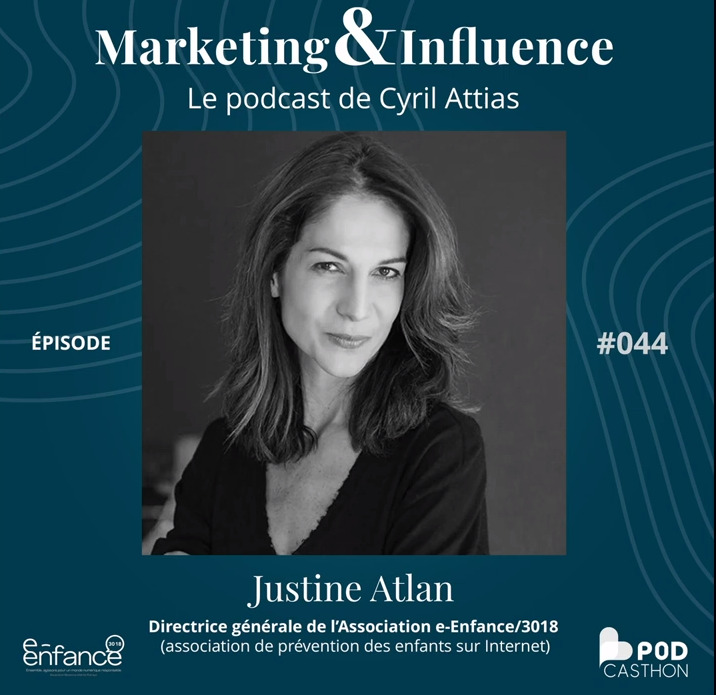 Marketing & Influence
Le podcast de Cyril Attias
ÉPISODE
#044
Justine Atlan
Directrice générale de l’Association e-Enfance/3018
(association de prévention des enfants sur Internet)
e-
enfance
3018
POD
CASTHON